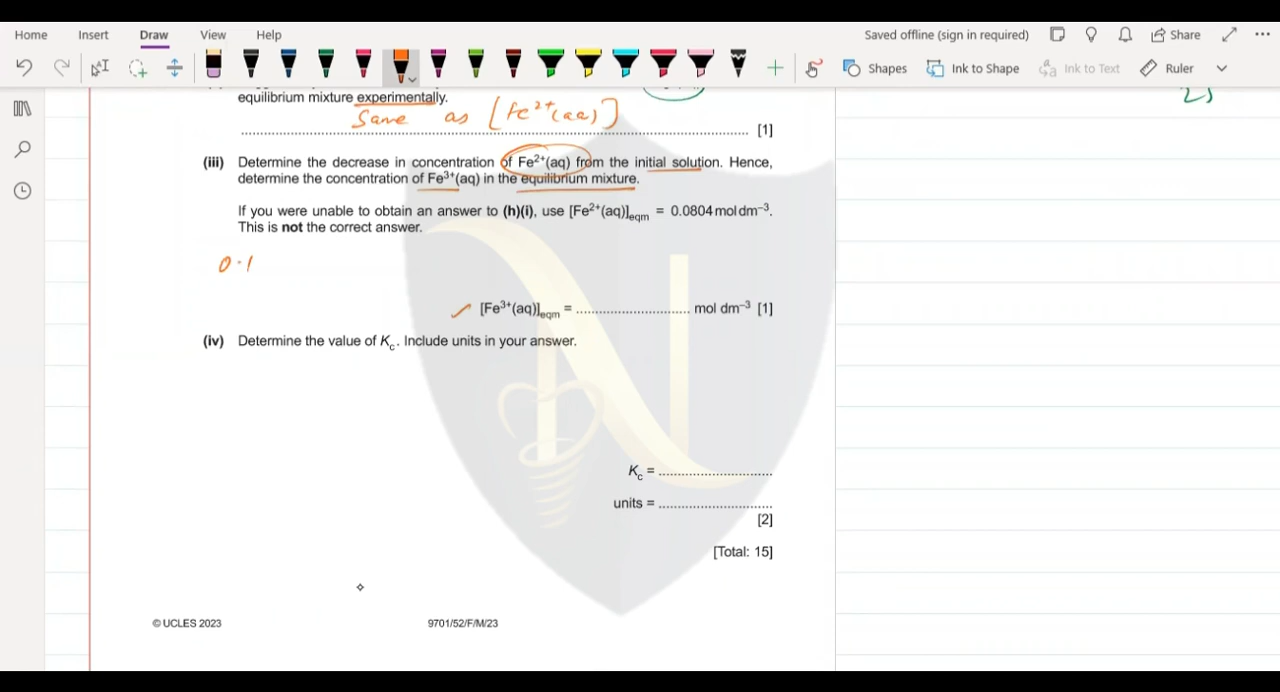 Home Insert Draw View Help Saved offline (sign in required) Share
Shapes Ink to Shape Ink to Text Ruler
equilibrium mixture experimentally.
Same as [Fe²⁺(aq)]
[1]
(iii) Determine the decrease in concentration of Fe²⁺(aq) from the initial solution. Hence,
determine the concentration of Fe³⁺(aq) in the equilibrium mixture.
If you were unable to obtain an answer to (h)(i), use [Fe²⁺(aq)]eqm = 0.0804 mol dm⁻³.
This is not the correct answer.
0.1
[Fe³⁺(aq)]eqm = ........................... mol dm⁻³ [1]
(iv) Determine the value of Kc. Include units in your answer.
Kc = ...........................
units = ...........................
[2]
[Total: 15]
© UCLES 2023 9701/52/F/M/23